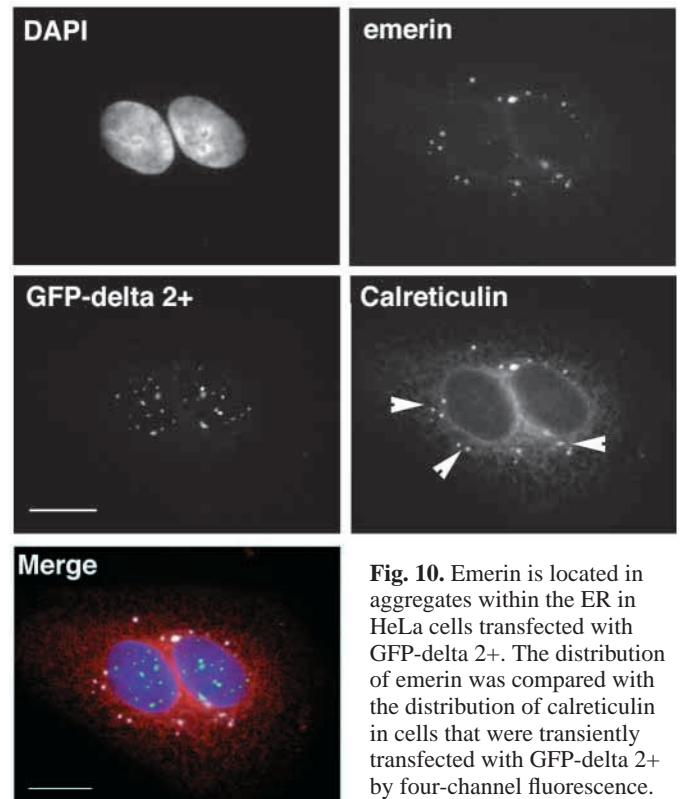 DAPI
emerin
GFP-delta 2+
Calreticulin
Merge
Fig. 10. Emerin is located in
aggregates within the ER in
HeLa cells transfected with
GFP-delta 2+. The distribution
of emerin was compared with
the distribution of calreticulin
in cells that were transiently
transfected with GFP-delta 2+
by four-channel fluorescence.